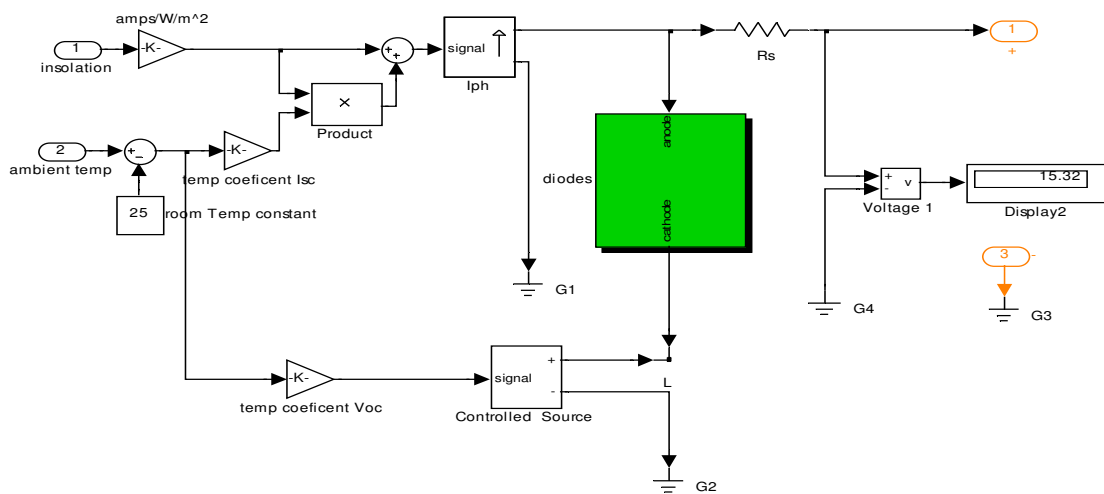 amps/W/m^2
1
-K-
insolation
signal
Iph
Rs
1
+
Product
anode
2
ambient temp
-K-
temp coeficent Isc
diodes
25
room Temp constant
cathode
+
-
v
Voltage 1
15.32
Display2
3
-
G1
G4
G3
-K-
temp coeficent Voc
signal
+
-
Controlled Source
L
G2